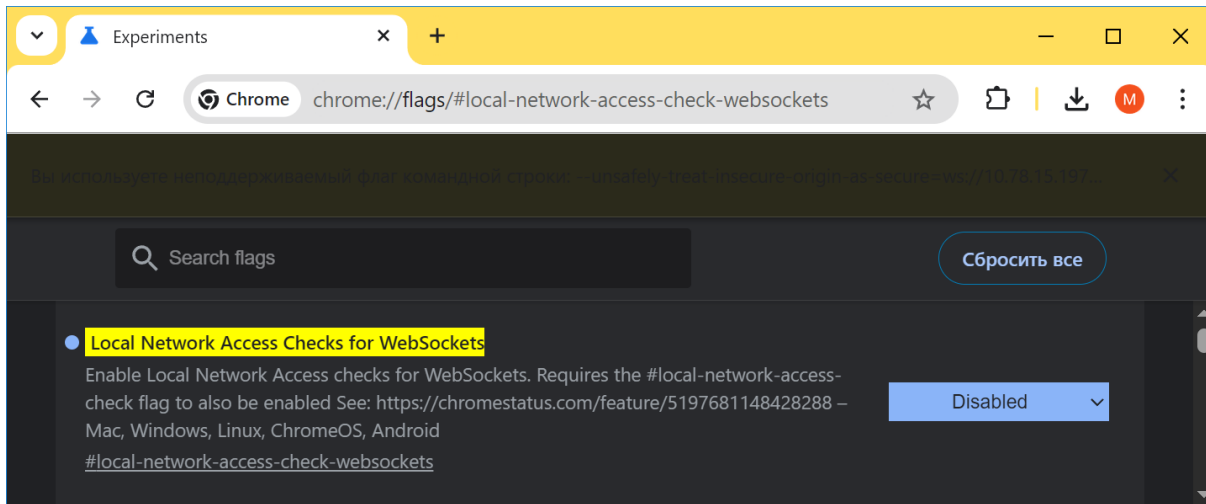 Experiments
Chrome chrome://flags/#local-network-access-check-websockets
M
Вы используете неподдерживаемый флаг командной строки: --unsafely-treat-insecure-origin-as-secure=ws://10.78.15.197...
Search flags
Сбросить все
Local Network Access Checks for WebSockets
Enable Local Network Access checks for WebSockets. Requires the #local-network-access-
check flag to also be enabled See: https://chromestatus.com/feature/5197681148428288 –
Mac, Windows, Linux, ChromeOS, Android
#local-network-access-check-websockets
Disabled